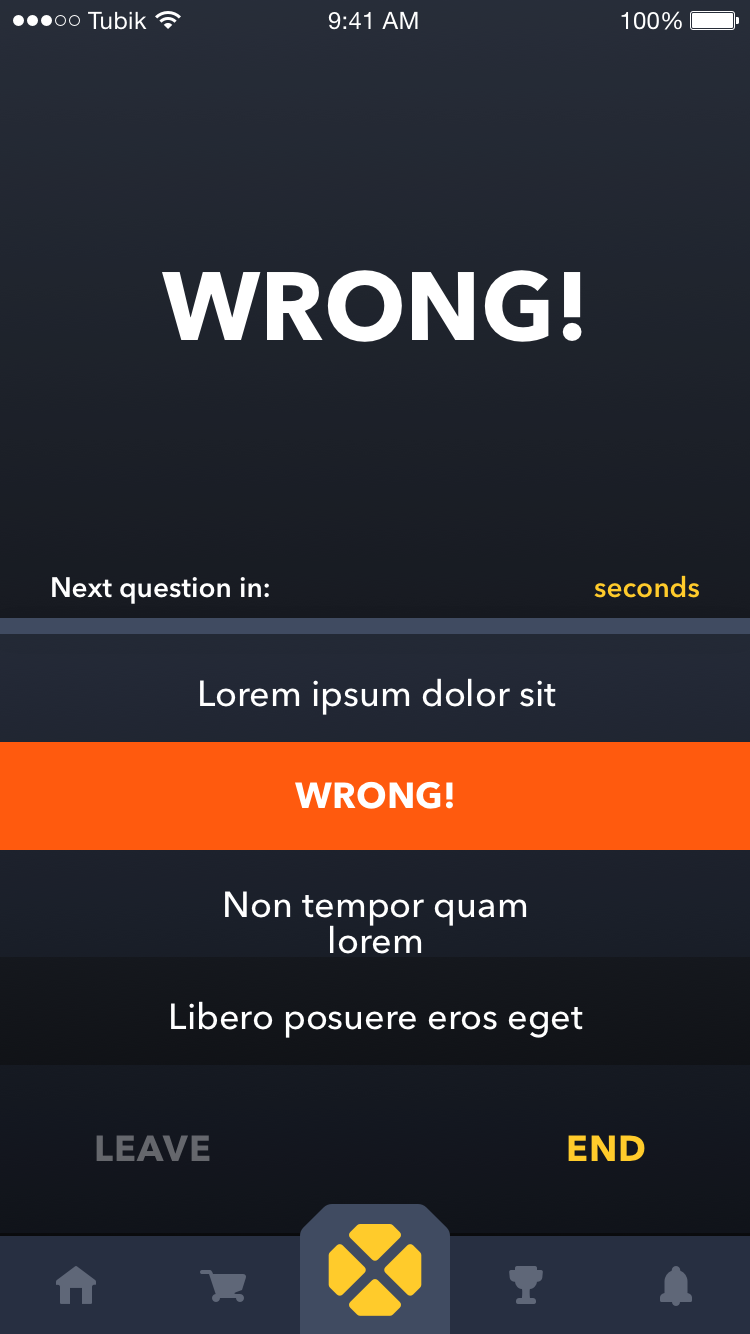 Tubik 9:41 AM 100%
WRONG!
Next question in: seconds
Lorem ipsum dolor sit
WRONG!
Non tempor quam
lorem
Libero posuere eros eget
LEAVE END